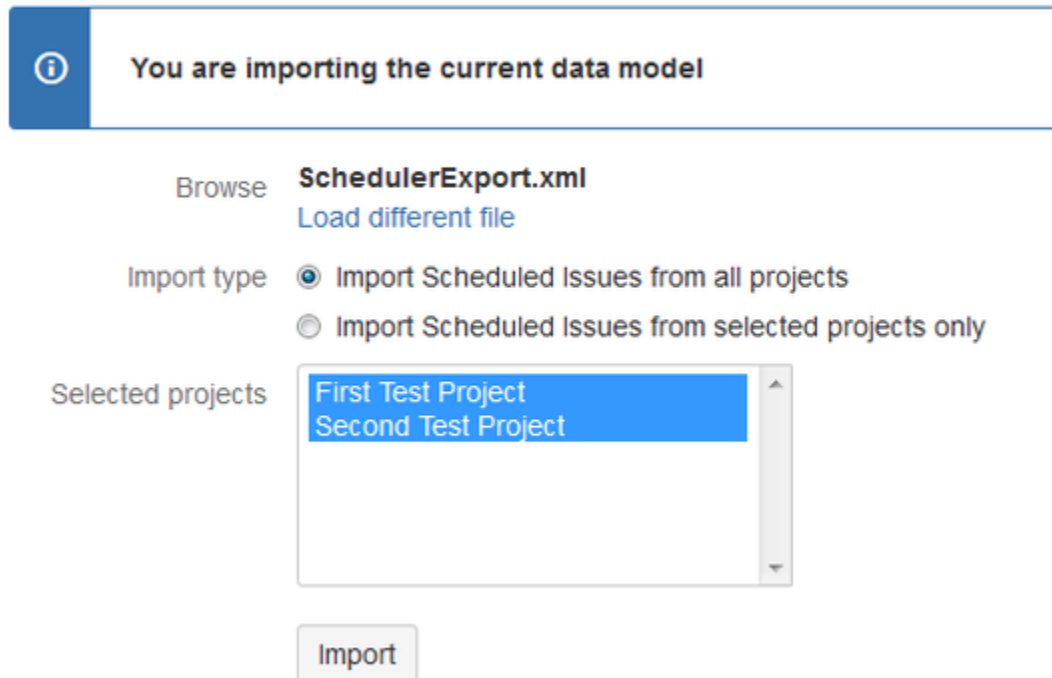 You are importing the current data model
Browse
SchedulerExport.xml
Load different file
Import type
Import Scheduled Issues from all projects
Import Scheduled Issues from selected projects only
Selected projects
First Test Project
Second Test Project
Import